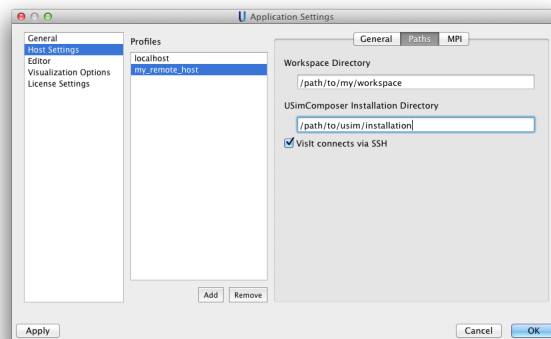 Application Settings
General
Host Settings
Editor
Visualization Options
License Settings
Profiles
localhost
my_remote_host
Add
Remove
General
Paths
MPI
Workspace Directory
/path/to/my/workspace
USimComposer Installation Directory
/path/to/usim/installation
VisIt connects via SSH
Apply
Cancel
OK